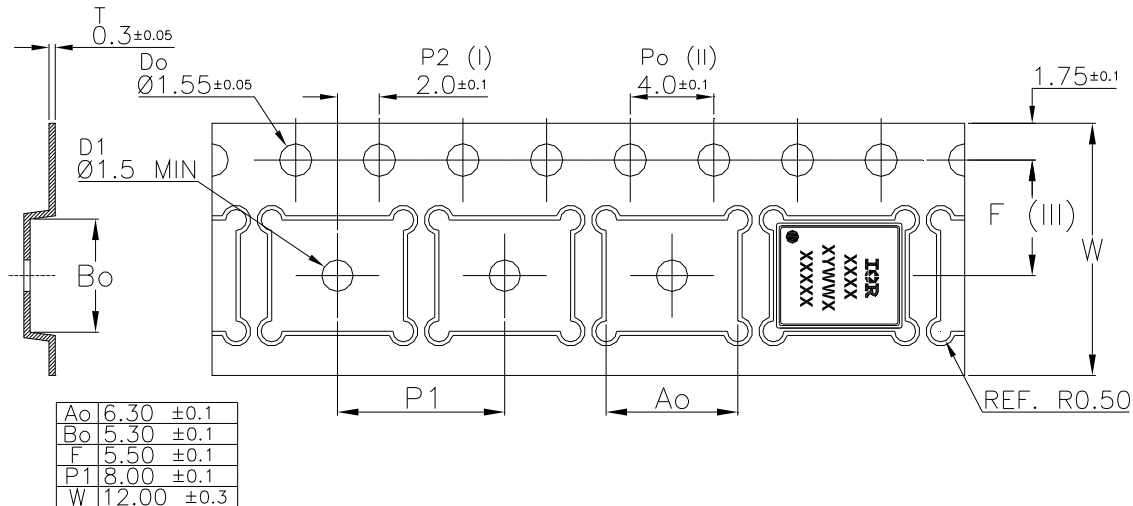 T
0.3±0.05
Do
Ø1.55±0.05
P2 (I)
2.0±0.1
Po (II)
4.0±0.1
1.75±0.1
D1
Ø1.5 MIN
F (III)
W
Bo
IOR
XXXX
XYWWX
XXXXX
P1
Ao
REF. R0.50
Ao 6.30 ±0.1
Bo 5.30 ±0.1
F 5.50 ±0.1
P1 8.00 ±0.1
W 12.00 ±0.3